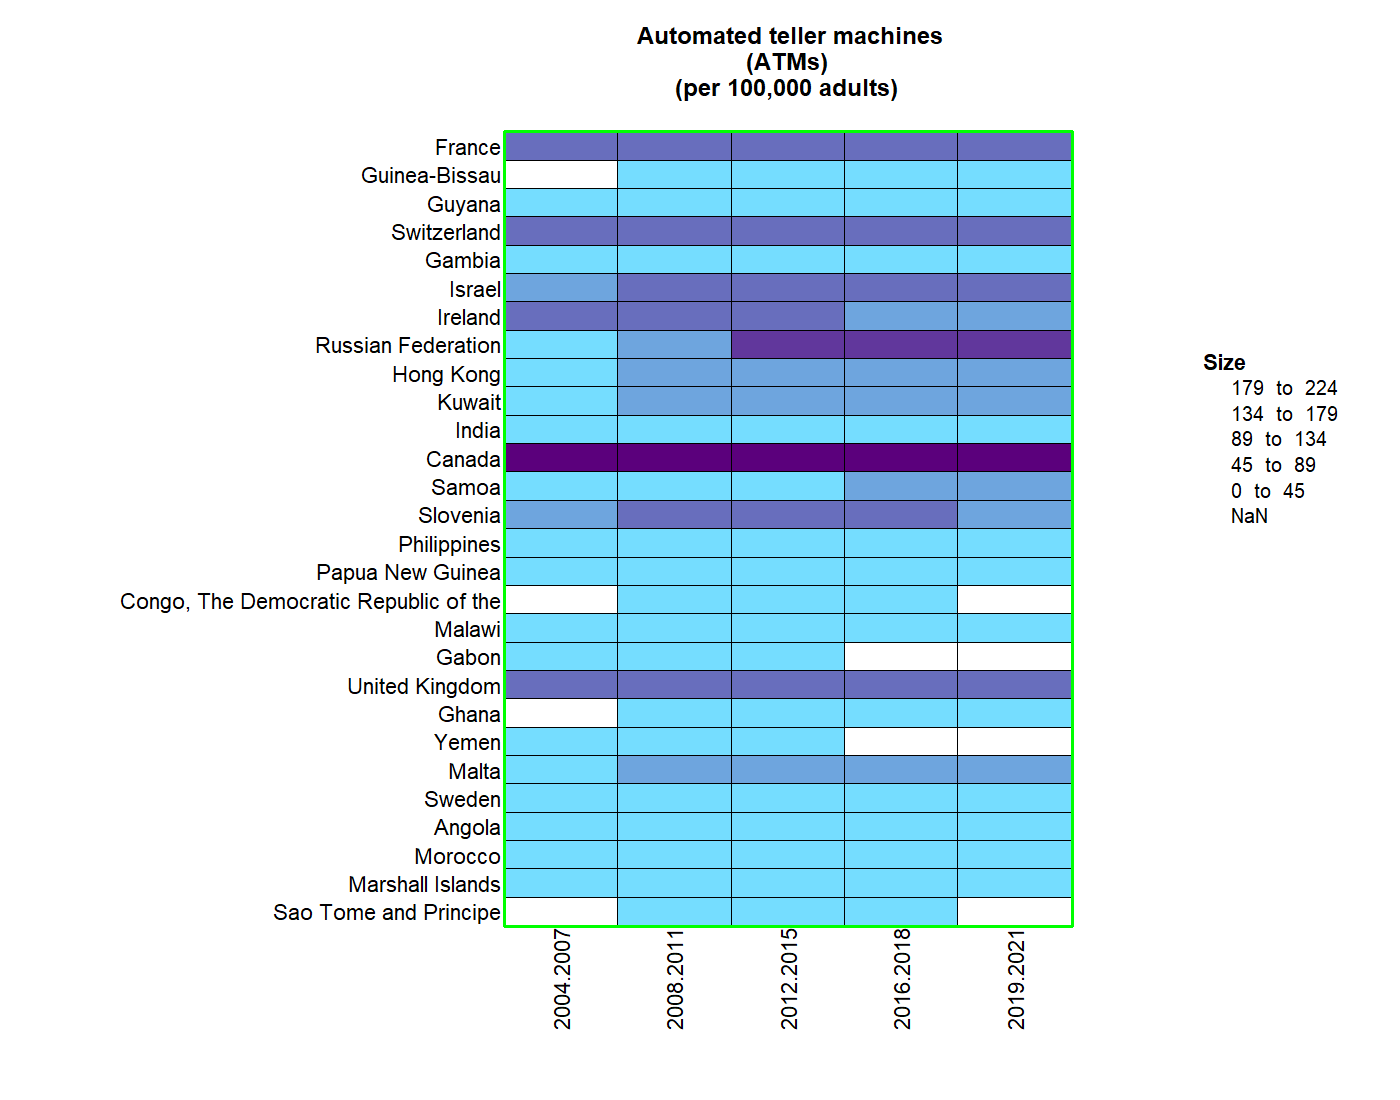 Automated teller machines
(ATMs)
(per 100,000 adults)
France
Guinea-Bissau
Guyana
Switzerland
Gambia
Israel
Ireland
Russian Federation
Hong Kong
Kuwait
India
Canada
Samoa
Slovenia
Philippines
Papua New Guinea
Congo, The Democratic Republic of the
Malawi
Gabon
United Kingdom
Ghana
Yemen
Malta
Sweden
Angola
Morocco
Marshall Islands
Sao Tome and Principe
2004.2007
2008.2011
2012.2015
2016.2018
2019.2021
Size
179 to 224
134 to 179
89 to 134
45 to 89
0 to 45
NaN